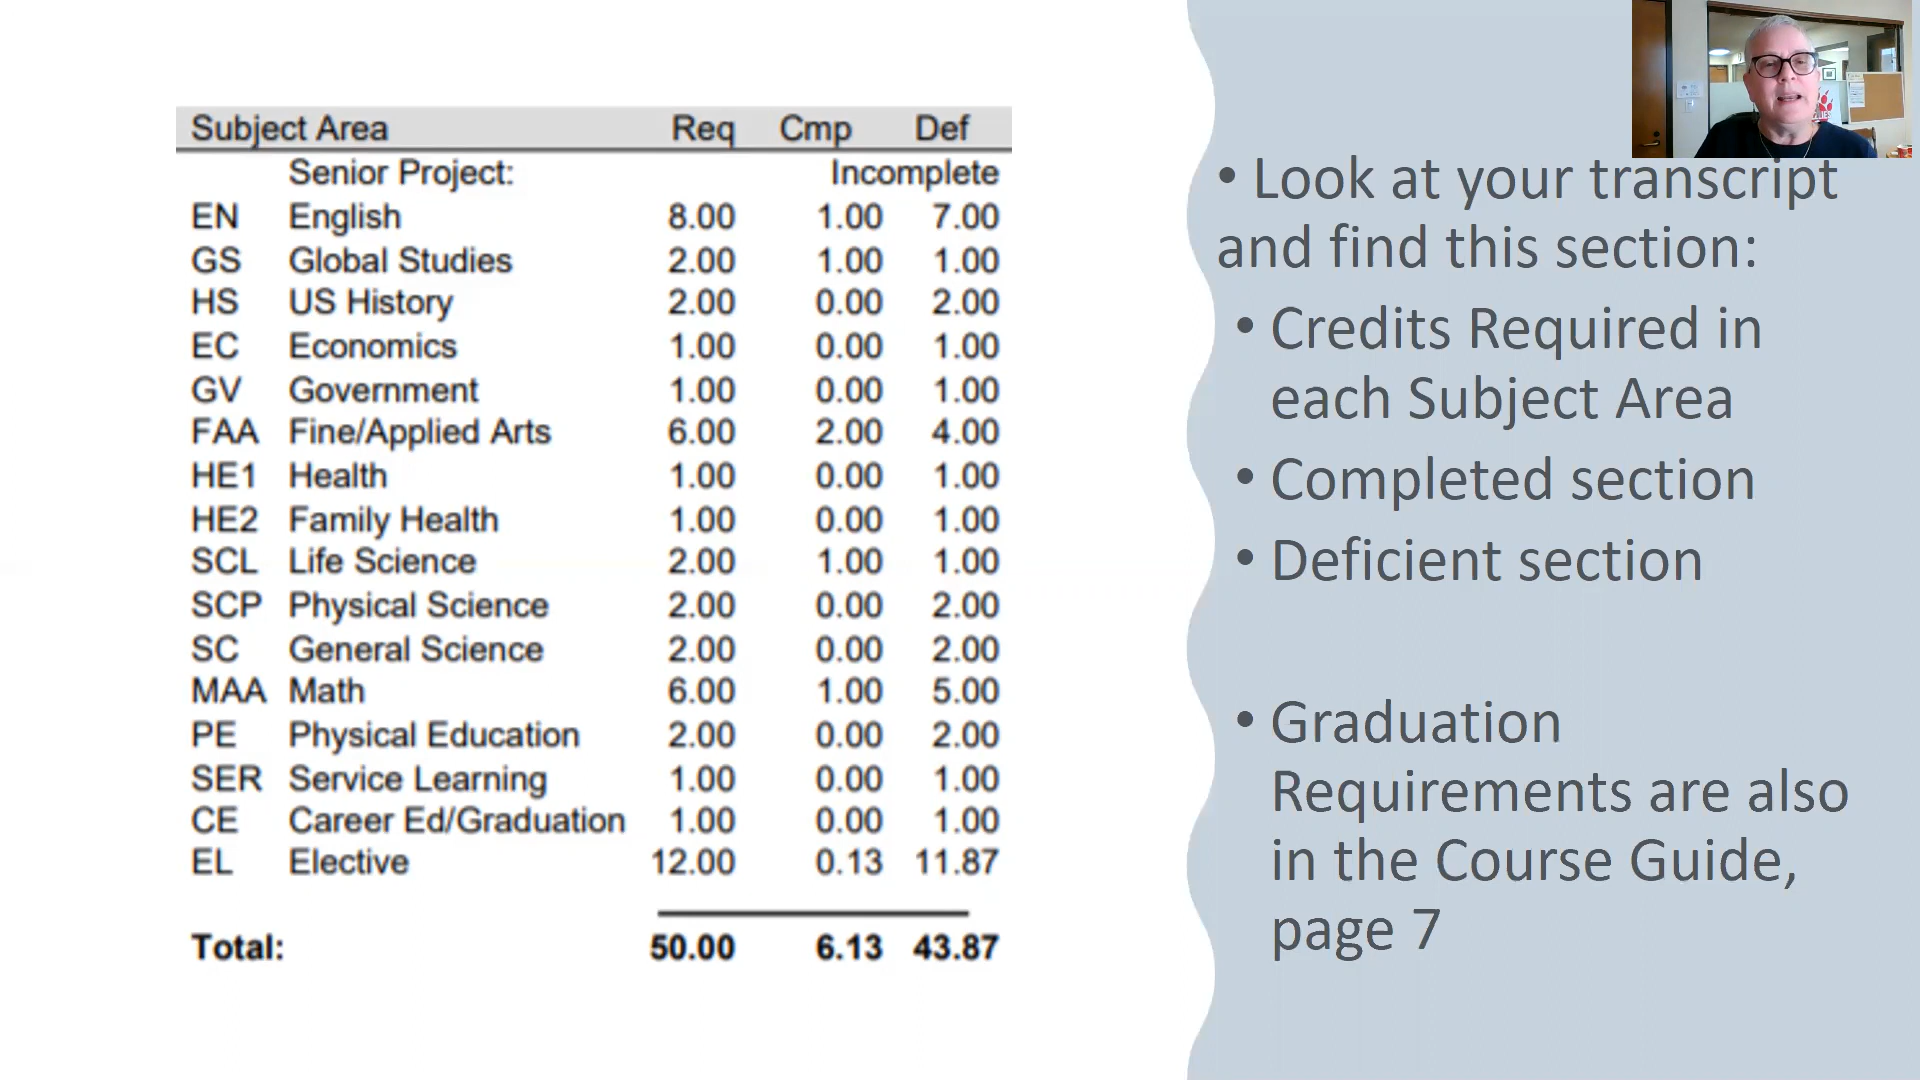 Subject Area Req Cmp Def
Senior Project: Incomplete
EN English 8.00 1.00 7.00
GS Global Studies 2.00 1.00 1.00
HS US History 2.00 0.00 2.00
EC Economics 1.00 0.00 1.00
GV Government 1.00 0.00 1.00
FAA Fine/Applied Arts 6.00 2.00 4.00
HE1 Health 1.00 0.00 1.00
HE2 Family Health 1.00 0.00 1.00
SCL Life Science 2.00 1.00 1.00
SCP Physical Science 2.00 0.00 2.00
SC General Science 2.00 0.00 2.00
MAA Math 6.00 1.00 5.00
PE Physical Education 2.00 0.00 2.00
SER Service Learning 1.00 0.00 1.00
CE Career Ed/Graduation 1.00 0.00 1.00
EL Elective 12.00 0.13 11.87
Total: 50.00 6.13 43.87
• Look at your transcript
and find this section:
• Credits Required in
each Subject Area
• Completed section
• Deficient section
• Graduation
Requirements are also
in the Course Guide,
page 7